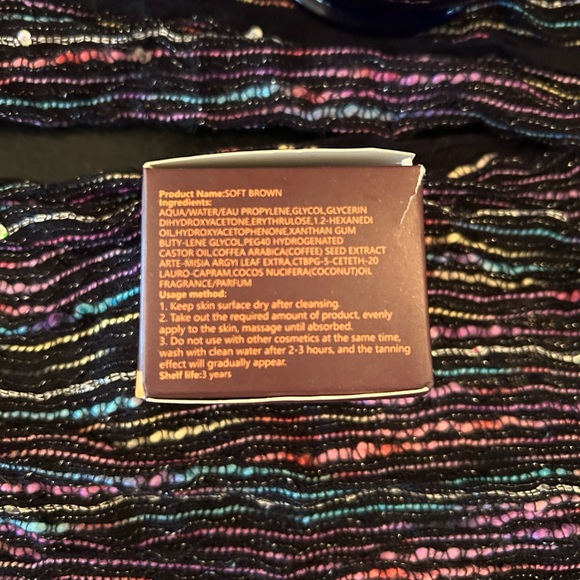 Product Name:SOFT BROWN
Ingredients:
AQUA/WATER/EAU PROPYLENE,GLYCOL,GLYCERIN
DIHYDROXYACETONE,ERYTHRULOSE,1.2-HEXANEDI
OIL,HYDROXYACETOPHENONE,XANTHAN GUM
BUTY-LENE GLYCOL,PEG40 HYDROGENATED
CASTOR OIL,COFFEA ARABICA(COFFEE) SEED EXTRACT
ARTE-MISIA ARGYI LEAF EXTRA,CTBPG-5-CETETH-20
LAURO-CAPRAM,COCOS NUCIFERA(COCONUT)OIL
FRAGRANCE/PARFUM
Usage method:
1. Keep skin surface dry after cleansing.
2. Take out the required amount of product, evenly
apply to the skin, massage until absorbed.
3. Do not use with other cosmetics at the same time,
wash with clean water after 2-3 hours, and the tanning
effect will gradually appear.
Shelf life:3 years